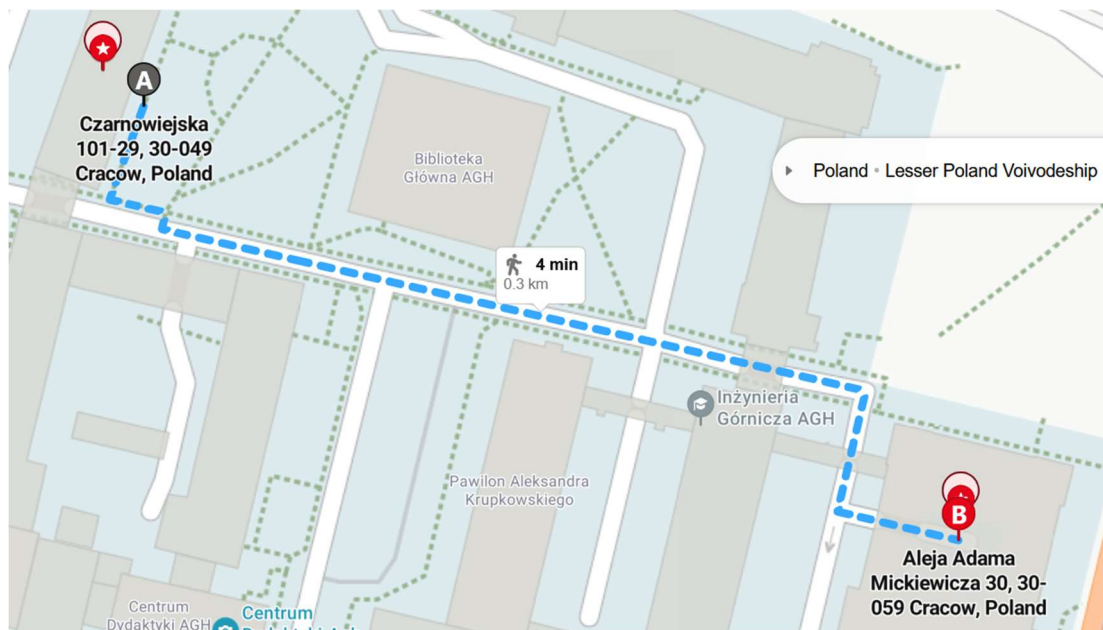 A
Czarnowiejska
101-29, 30-049
Cracow, Poland
Biblioteka
Główna AGH
Poland • Lesser Poland Voivodeship
4 min
0.3 km
Inżynieria
Górnicza AGH
Pawilon Aleksandra
Krupkowskiego
B
Aleja Adama
Mickiewicza 30, 30-
059 Cracow, Poland
Centrum
Dydaktyki AGH
Centrum